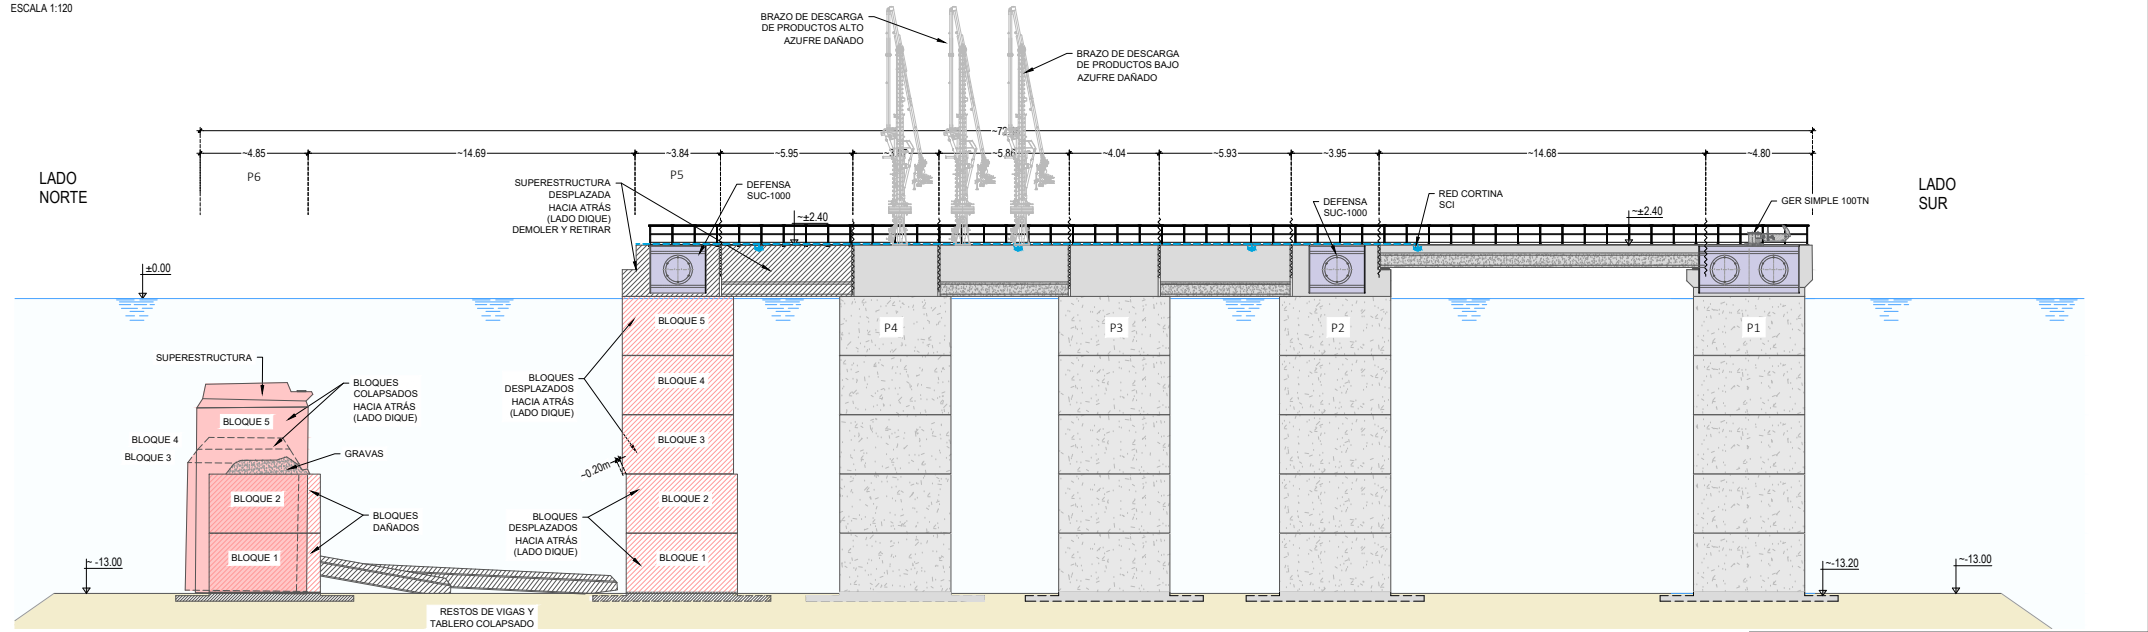 ESCALA 1:120
BRAZO DE DESCARGA
DE PRODUCTOS ALTO
AZUFRE DAÑADO
BRAZO DE DESCARGA
DE PRODUCTOS BAJO
AZUFRE DAÑADO
~4.85
~14.69
~3.84
~5.95
~5.86
~4.04
~5.93
~3.95
~14.68
~4.80
LADO
NORTE
P6
P5
SUPERESTRUCTURA
DESPLAZADA
HACIA ATRÁS
(LADO DIQUE)
DEMOLER Y RETIRAR
DEFENSA
SUC-1000
~±2.40
DEFENSA
SUC-1000
RED CORTINA
SCI
~±2.40
GER SIMPLE 100TN
LADO
SUR
±0.00
BLOQUE 5
P4
P3
P2
P1
SUPERESTRUCTURA
BLOQUES
COLAPSADOS
HACIA ATRÁS
(LADO DIQUE)
BLOQUE 5
BLOQUE 4
BLOQUE 3
GRAVAS
BLOQUES
DESPLAZADOS
HACIA ATRÁS
(LADO DIQUE)
BLOQUE 4
BLOQUE 3
~0.20m
BLOQUE 2
BLOQUE 1
BLOQUES
DAÑADOS
BLOQUES
DESPLAZADOS
HACIA ATRÁS
(LADO DIQUE)
BLOQUE 2
BLOQUE 1
~-13.00
~-13.20
~-13.00
RESTOS DE VIGAS Y
TABLERO COLAPSADO